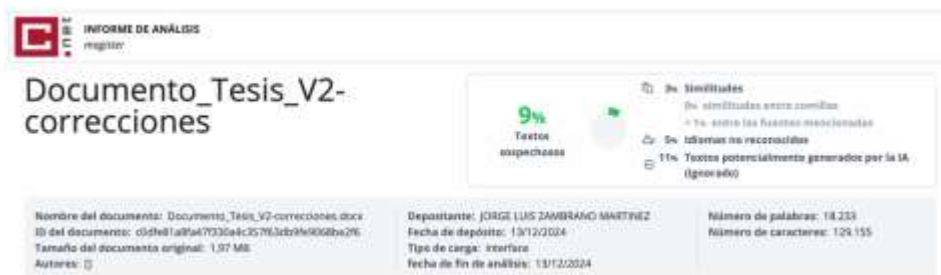 INFORME DE ANÁLISIS
magister
Documento_Tesis_V2-
correcciones
9%
Textos
sospechosos
Similitudes
0% similitudes entre comillas
< 1% entre las fuentes mencionadas
5% Idiomas no reconocidos
11% Textos potencialmente generados por la IA
(ignorado)
Nombre del documento: Documento_Tesis_V2-correcciones.docx
ID del documento:
Tamaño del documento original: 1,97 MB
Autores: []
Depositante: JORGE LUIS ZAMBRANO MARTINEZ
Fecha de depósito: 13/12/2024
Tipo de carga: interface
fecha de fin de análisis: 13/12/2024
Número de palabras: 18.233
Número de caracteres: 129.155